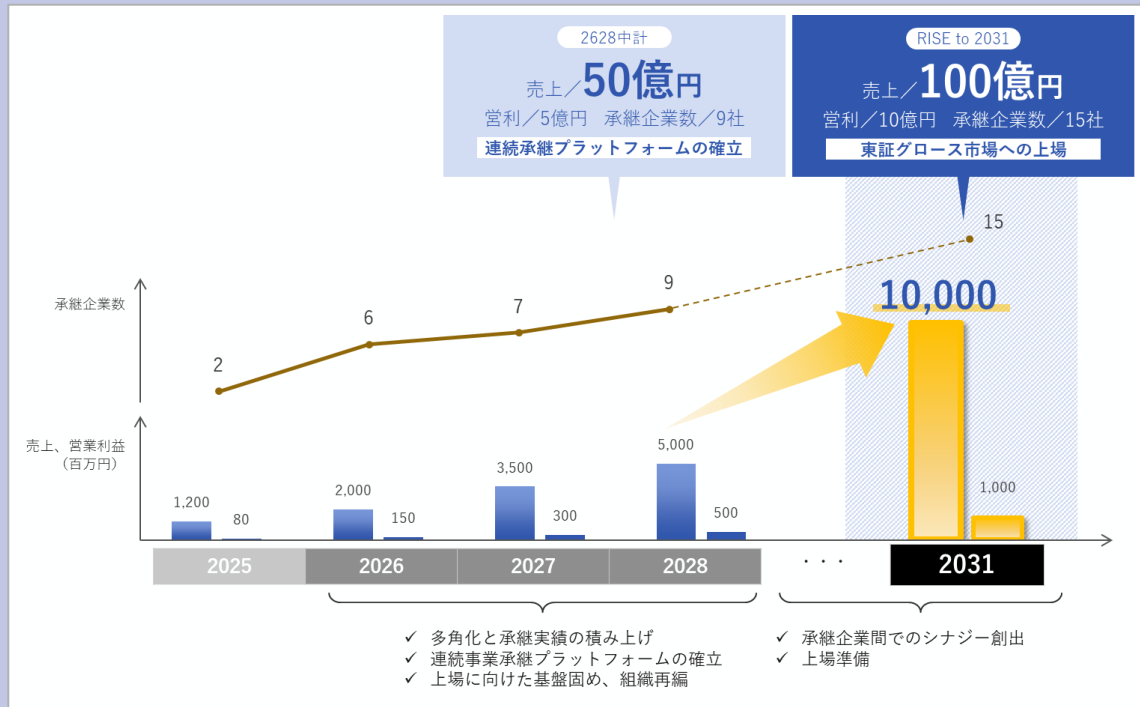 2628中計
売上／50億円
営利／5億円 承継企業数／9社
連続承継プラットフォームの確立
RISE to 2031
売上／100億円
営利／10億円 承継企業数／15社
東証グロース市場への上場
承継企業数
2
6
7
9
15
10,000
売上、営業利益
（百万円）
1,200
80
2,000
150
3,500
300
5,000
500
1,000
2025
2026
2027
2028
・・・
2031
✓ 多角化と承継実績の積み上げ
✓ 連続事業承継プラットフォームの確立
✓ 上場に向けた基盤固め、組織再編
✓ 承継企業間でのシナジー創出
✓ 上場準備